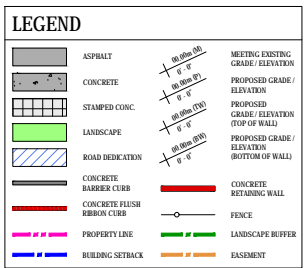 LEGEND
ASPHALT
CONCRETE
STAMPED CONC.
LANDSCAPE
ROAD DEDICATION
CONCRETE
BARRIER CURB
CONCRETE FLUSH
RIBBON CURB
PROPERTY LINE
BUILDING SETBACK
00.00m (M)
0' - 0"
MEETING EXISTING
GRADE / ELEVATION
00.00m (P)
0' - 0"
PROPOSED GRADE /
ELEVATION
00.00m (TW)
0' - 0"
PROPOSED
GRADE / ELEVATION
(TOP OF WALL)
00.00m (BW)
0' - 0"
PROPOSED GRADE /
ELEVATION
(BOTTOM OF WALL)
CONCRETE
RETAINING WALL
FENCE
LANDSCAPE BUFFER
EASEMENT